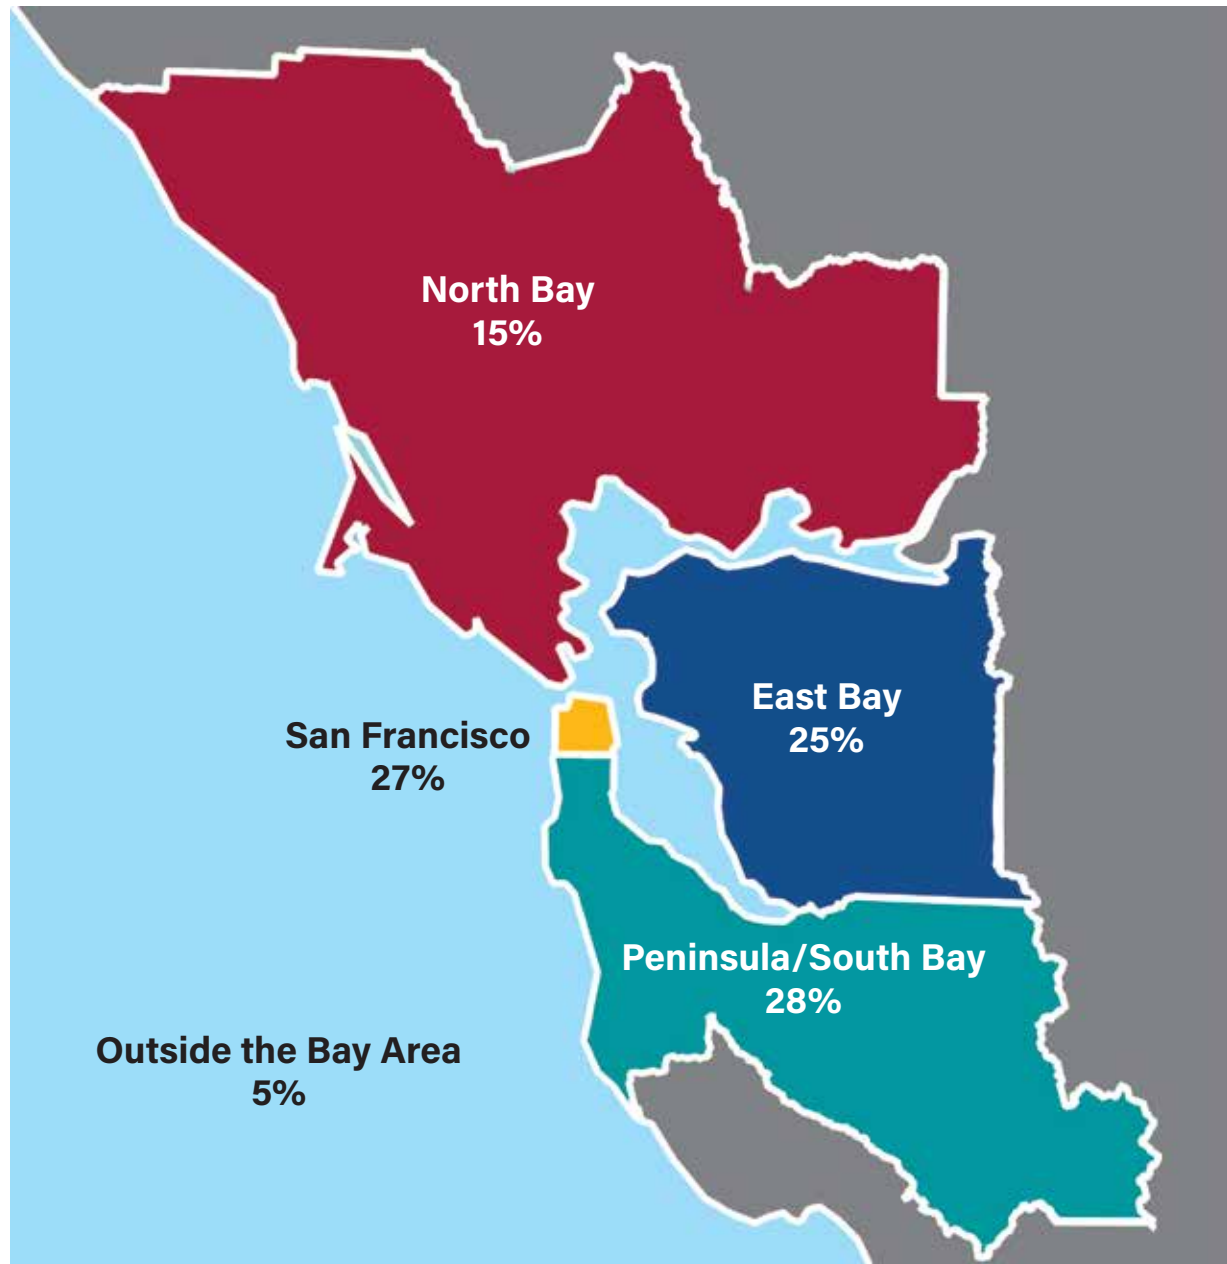 North Bay
15%
East Bay
25%
San Francisco
27%
Peninsula/South Bay
28%
Outside the Bay Area
5%